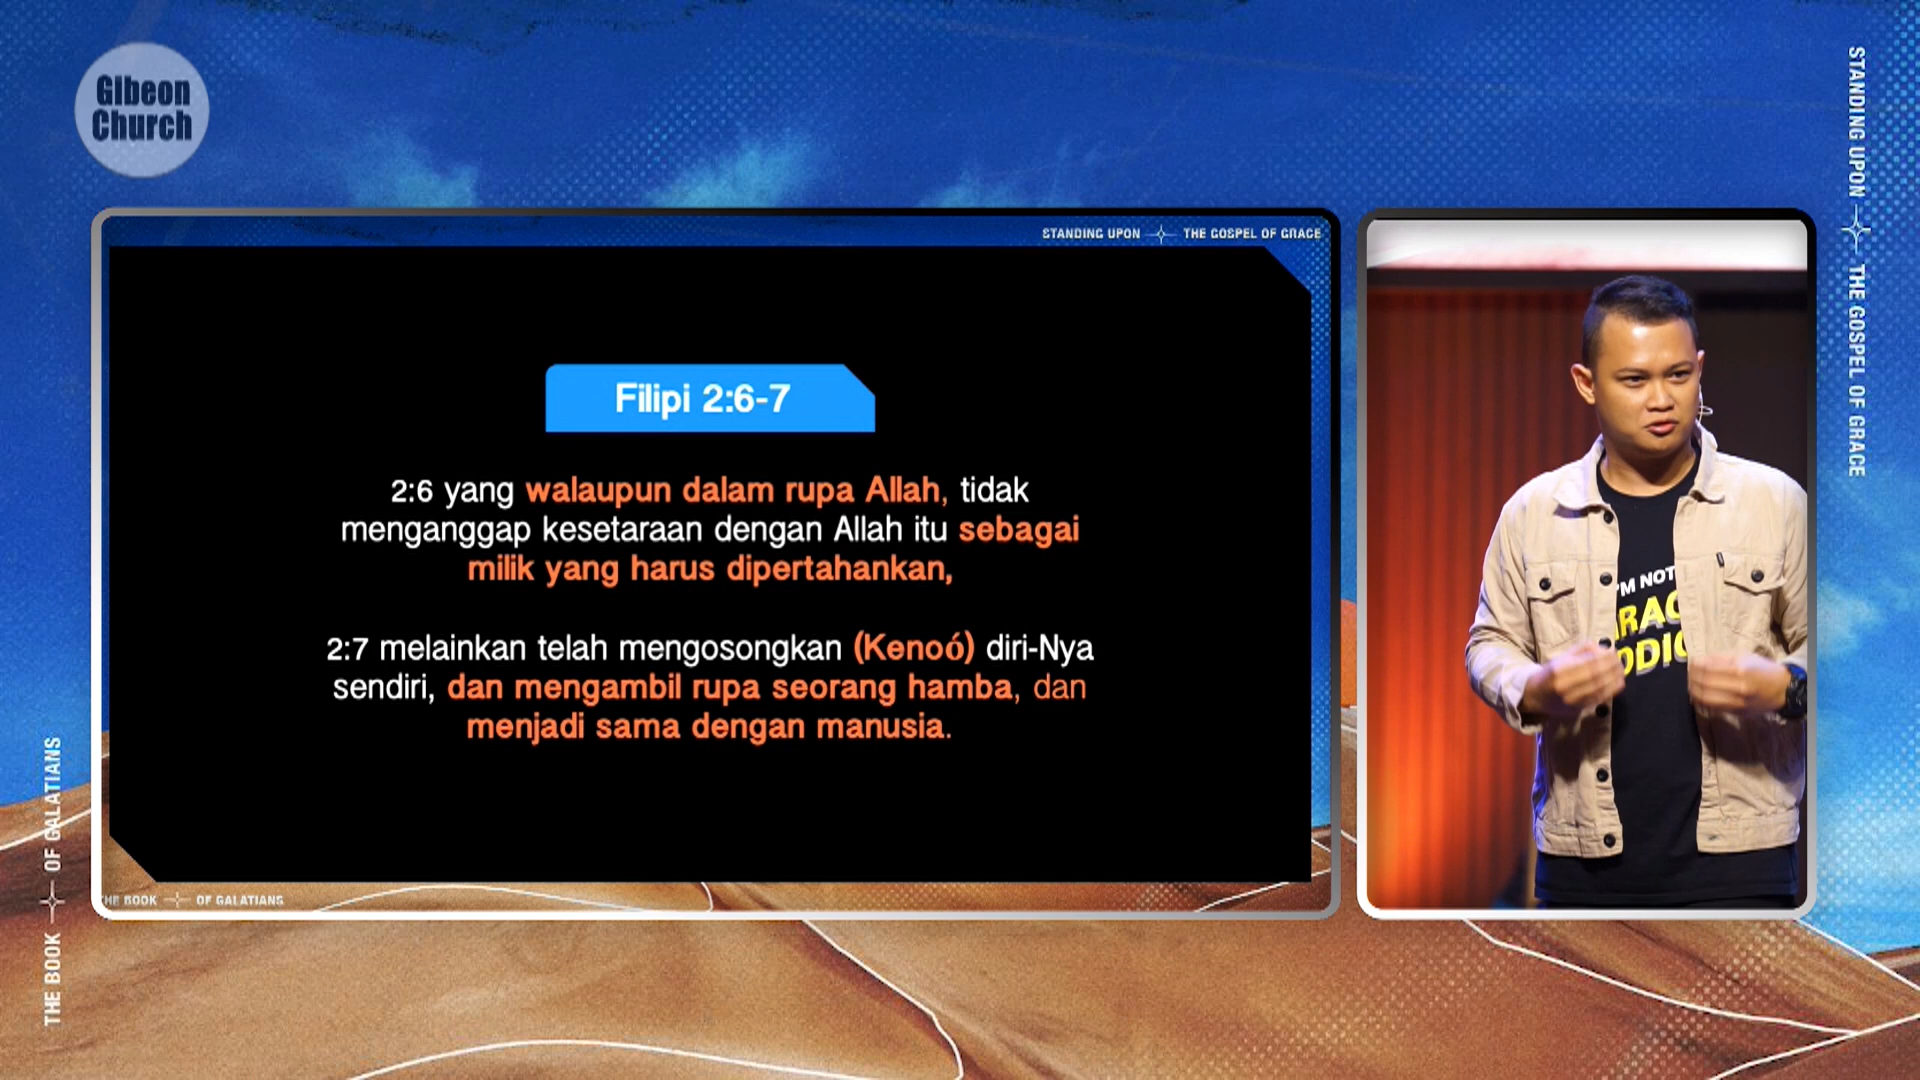 Gibeon
Church
STANDING UPON THE GOSPEL OF GRACE
STANDING UPON THE GOSPEL OF GRACE
Filipi 2:6-7
2:6 yang walaupun dalam rupa Allah, tidak
menganggap kesetaraan dengan Allah itu sebagai
milik yang harus dipertahankan,
2:7 melainkan telah mengosongkan (Kenoó) diri-Nya
sendiri, dan mengambil rupa seorang hamba, dan
menjadi sama dengan manusia.
I'M NOT
THE BOOK OF GALATIANS
THE BOOK OF GALATIANS